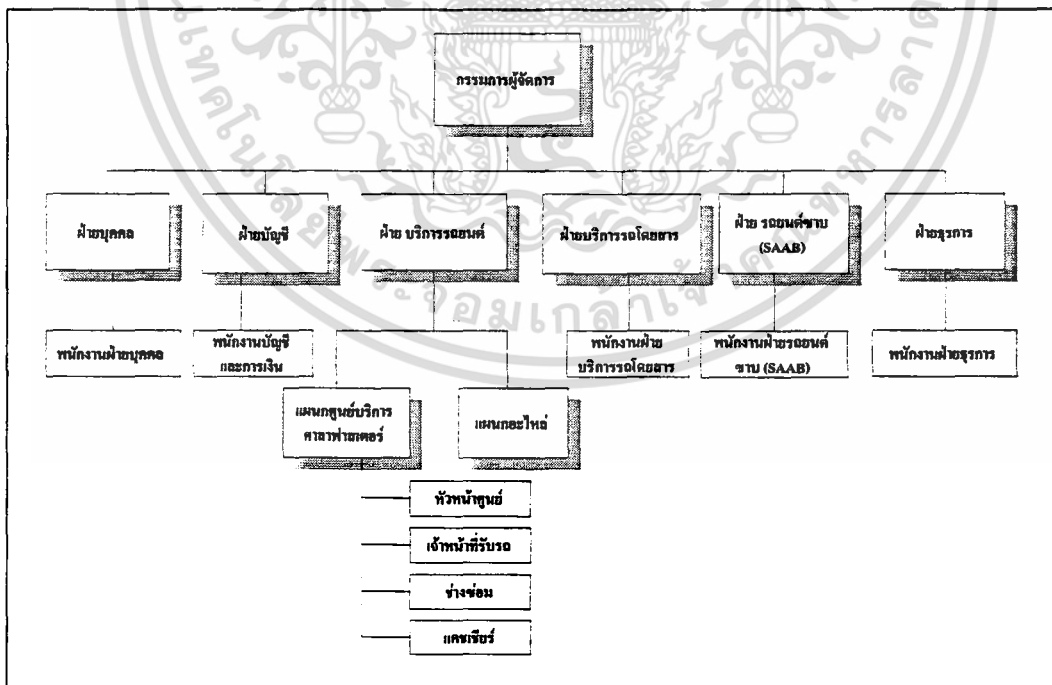 กรรมการผู้จัดการ
ฝ่ายบุคคล
ฝ่ายบัญชี
ฝ่าย บริการรถยนต์
ฝ่ายบริการรถโดยสาร
ฝ่าย รถยนต์ซาบ
(SAAB)
ฝ่ายธุรการ
พนักงานฝ่ายบุคคล
พนักงานบัญชี
และการเงิน
พนักงานฝ่าย
บริการรถโดยสาร
พนักงานฝ่ายรถยนต์
ซาบ (SAAB)
พนักงานฝ่ายธุรการ
แผนกศูนย์บริการ
แผนกอะไหล่
หัวหน้าศูนย์
เจ้าหน้าที่รับรถ
ช่างซ่อม
แคชเชียร์